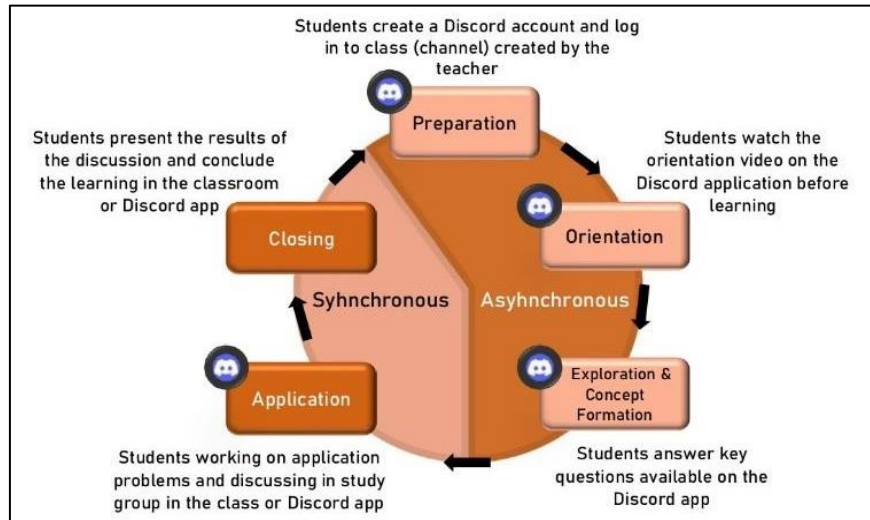 Students create a Discord account and log
in to class (channel) created by the
teacher
Preparation
Students watch the
orientation video on the
Discord application before
learning
Orientation
Students present the results of
the discussion and conclude
the learning in the classroom
or Discord app
Closing
Syhnchronous
Asyhnchronous
Exploration &
Concept
Formation
Students answer key
questions available on the
Discord app
Application
Students working on application
problems and discussing in study
group in the class or Discord app